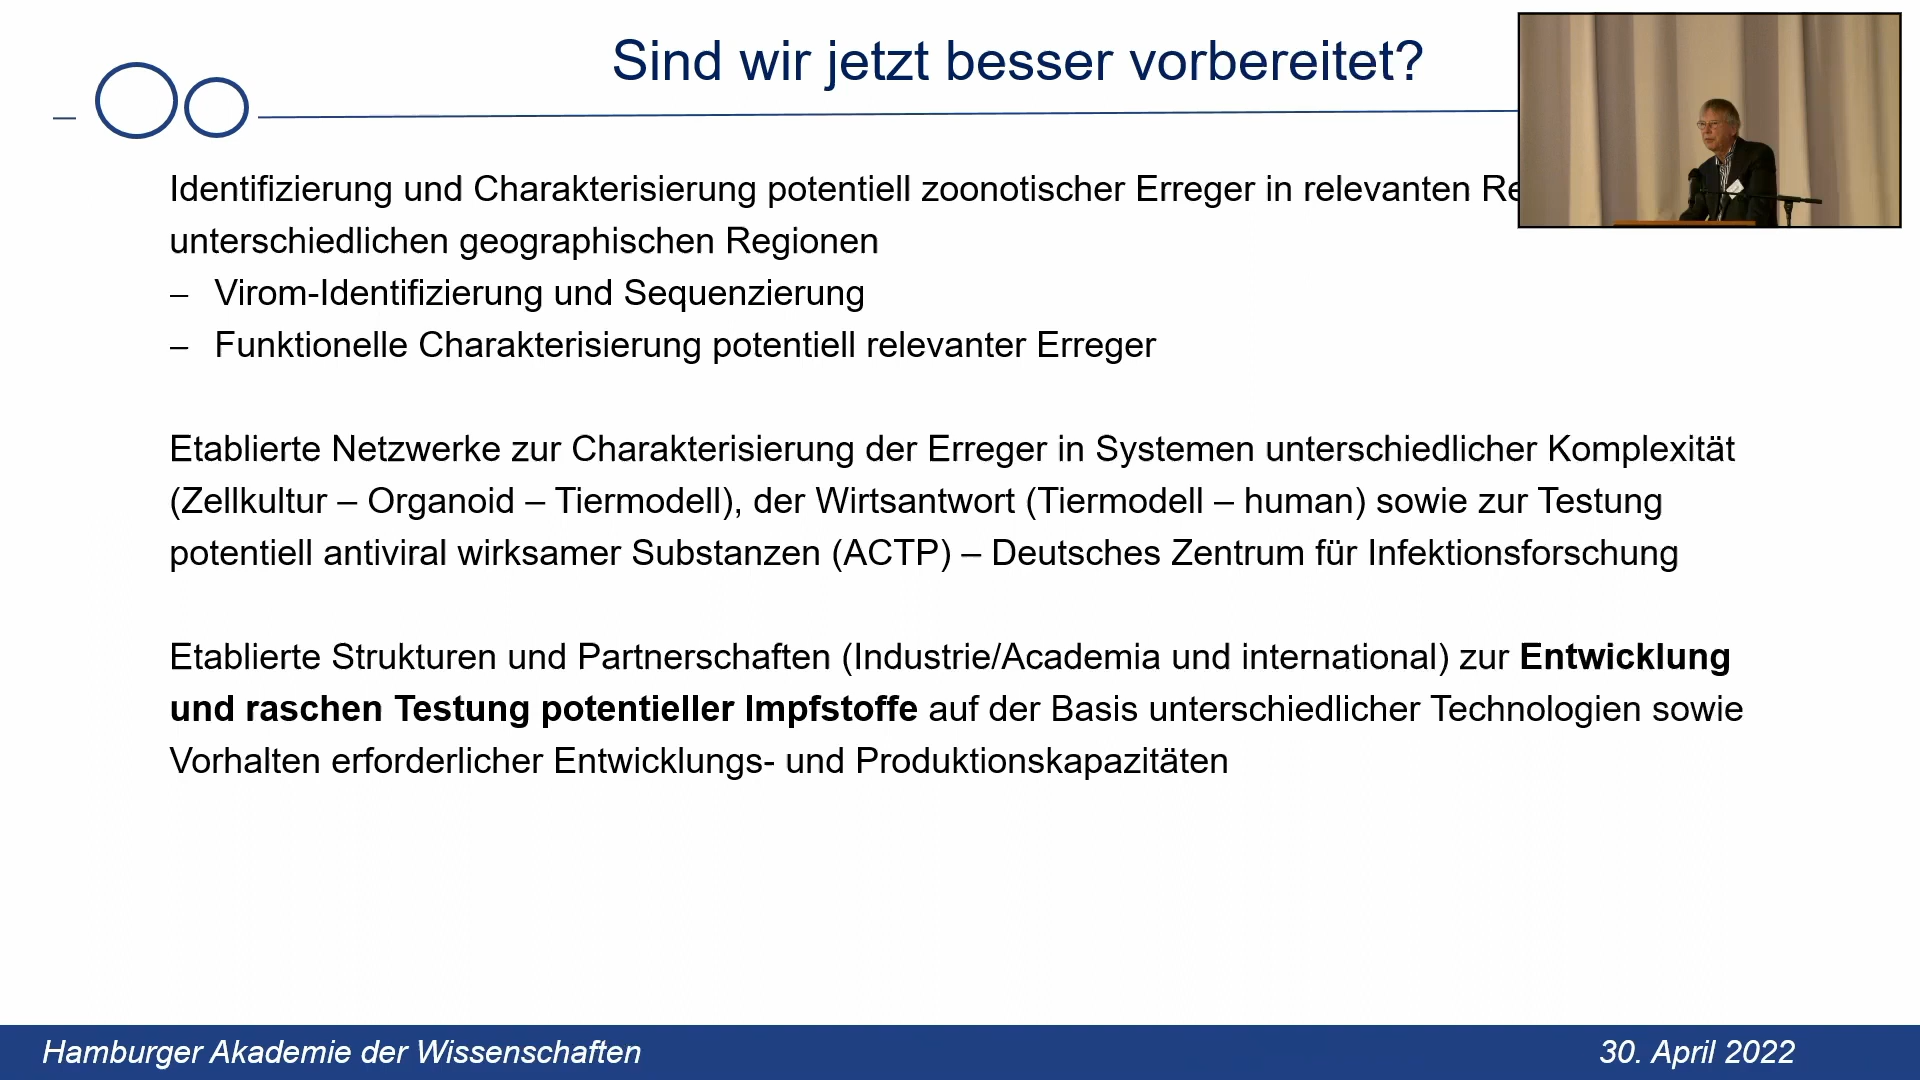 Sind wir jetzt besser vorbereitet?
Identifizierung und Charakterisierung potentiell zoonotischer Erreger in relevanten
unterschiedlichen geographischen Regionen
– Virom-Identifizierung und Sequenzierung
– Funktionelle Charakterisierung potentiell relevanter Erreger
Etablierte Netzwerke zur Charakterisierung der Erreger in Systemen unterschiedlicher Komplexität
(Zellkultur – Organoid – Tiermodell), der Wirtsantwort (Tiermodell – human) sowie zur Testung
potentiell antiviral wirksamer Substanzen (ACTP) – Deutsches Zentrum für Infektionsforschung
Etablierte Strukturen und Partnerschaften (Industrie/Academia und international) zur Entwicklung
und raschen Testung potentieller Impfstoffe auf der Basis unterschiedlicher Technologien sowie
Vorhalten erforderlicher Entwicklungs- und Produktionskapazitäten
Hamburger Akademie der Wissenschaften
30. April 2022